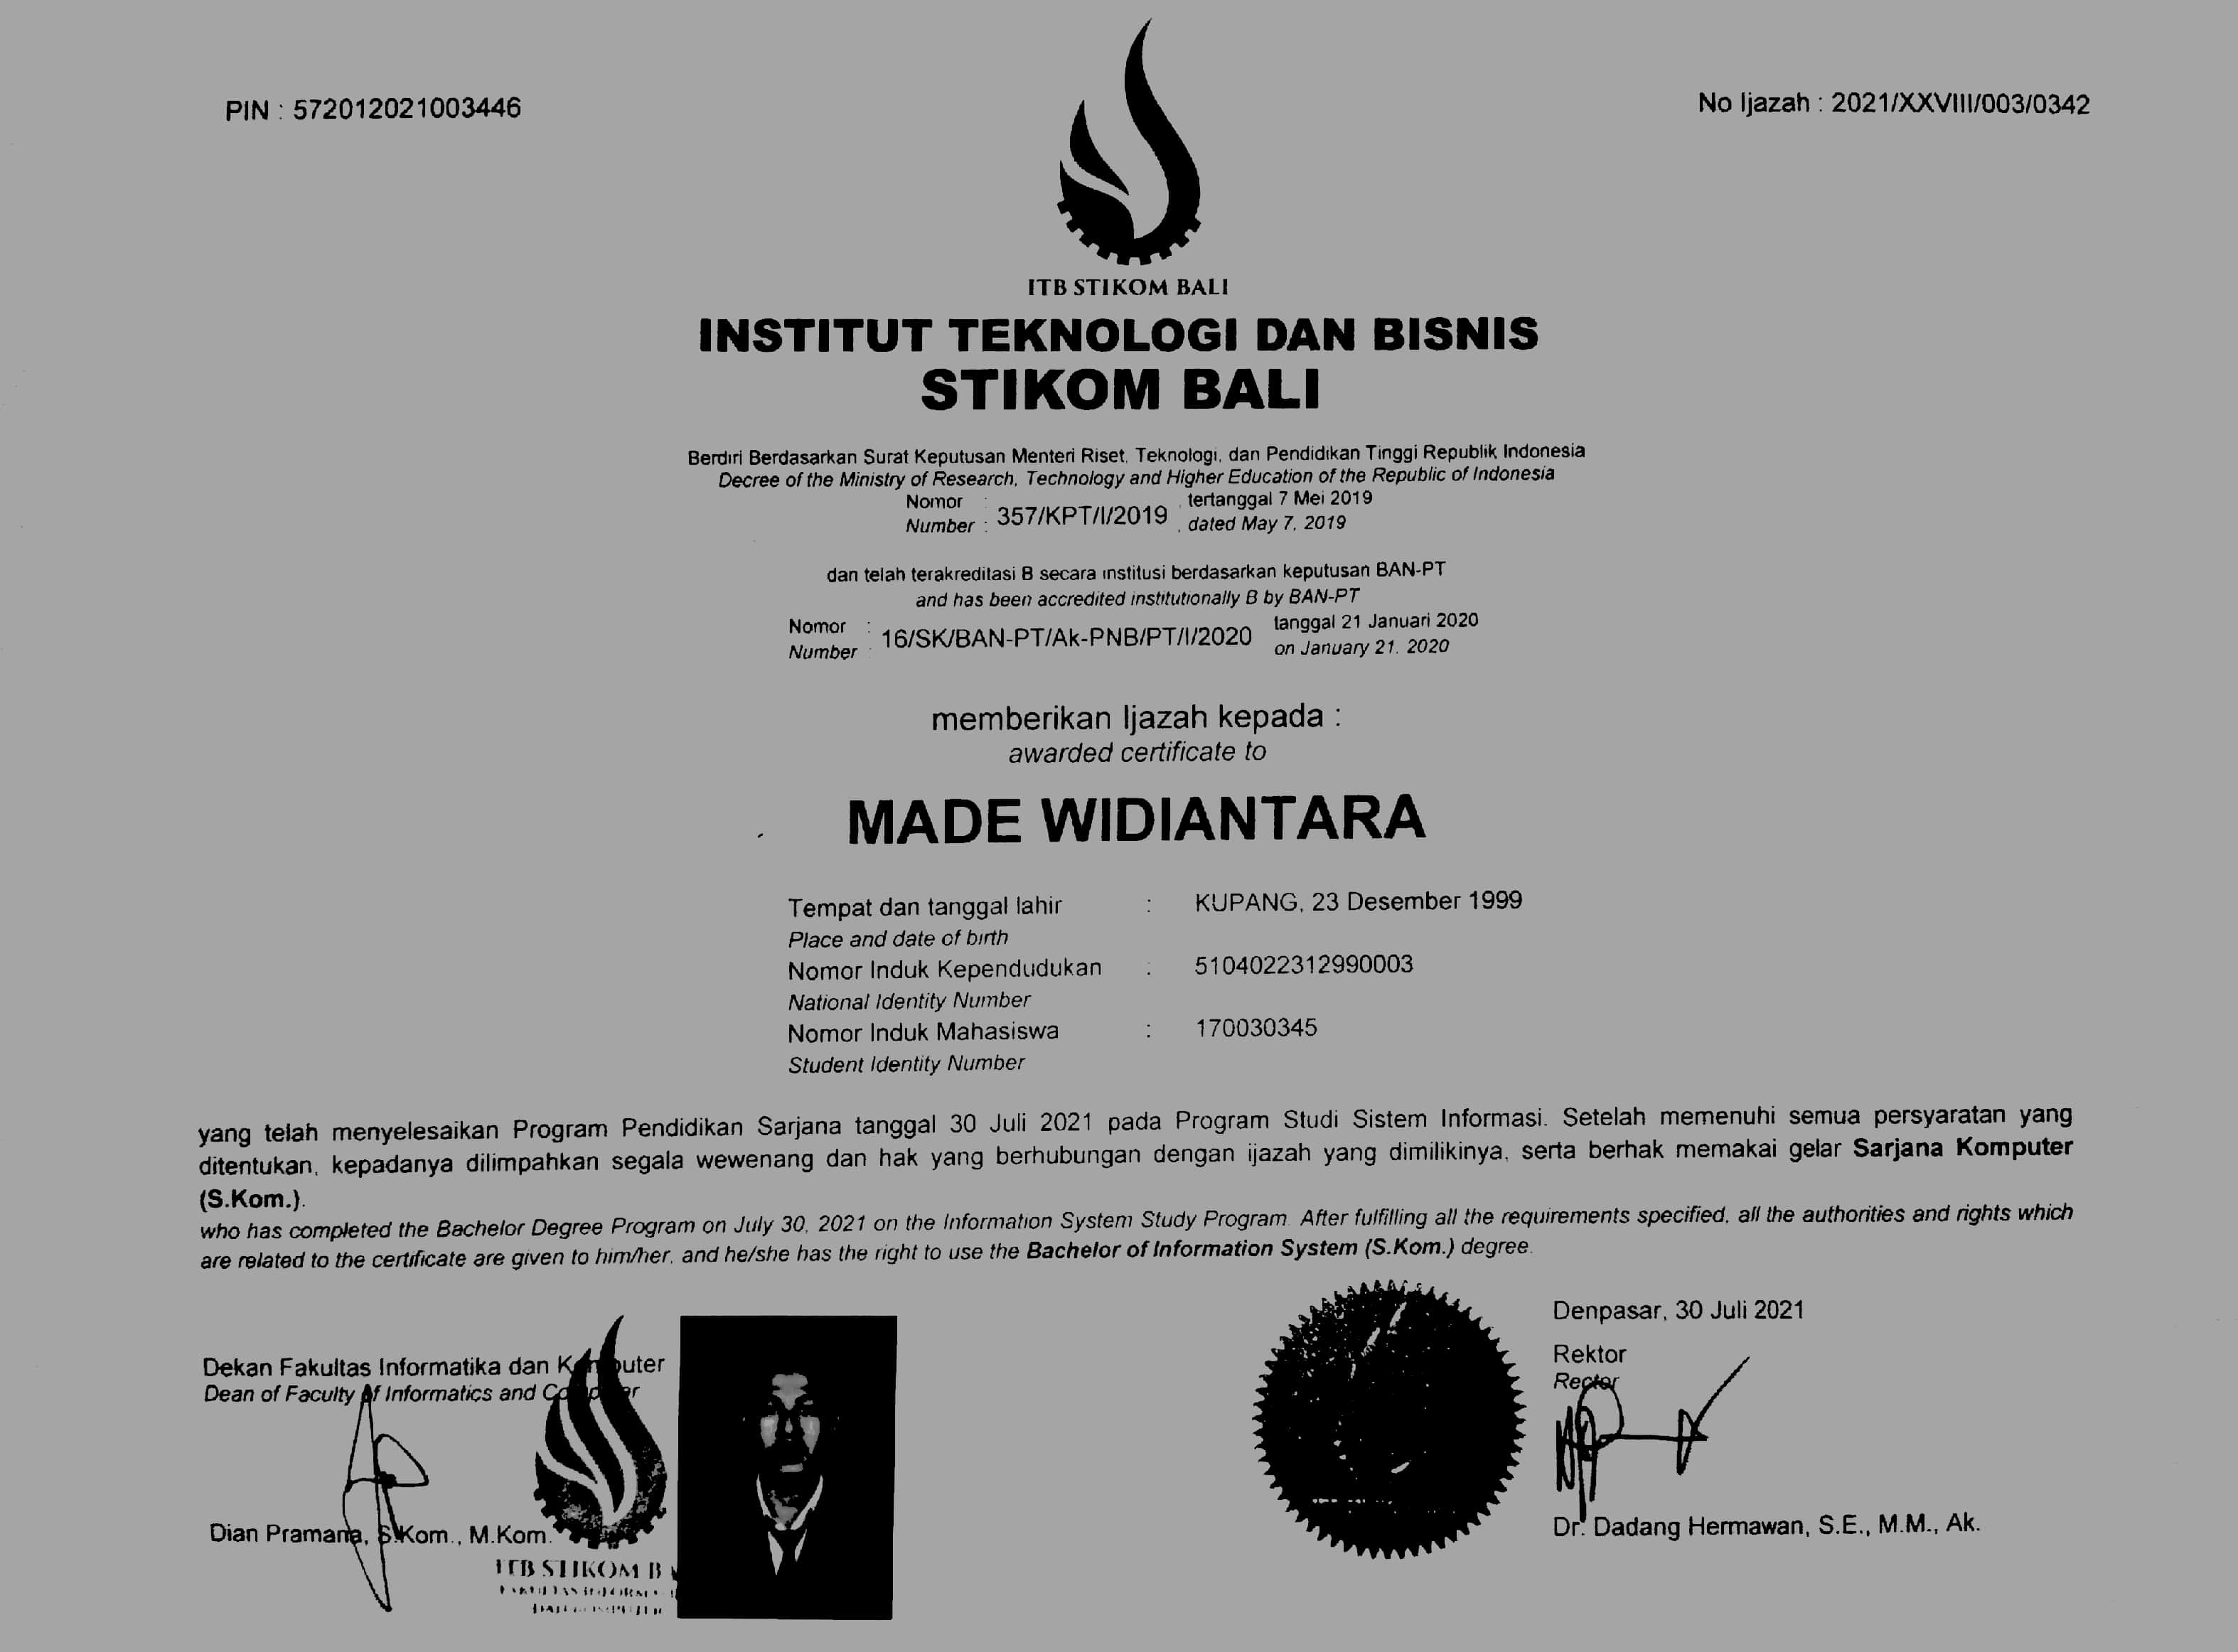 PIN : 572012021003446
No Ijazah : 2021/XXVIII/003/0342
ITB STIKOM BALI
INSTITUT TEKNOLOGI DAN BISNIS
STIKOM BALI
Berdiri Berdasarkan Surat Keputusan Menteri Riset, Teknologi, dan Pendidikan Tinggi Republik Indonesia
Decree of the Ministry of Research, Technology and Higher Education of the Republic of Indonesia
Nomor : 357/KPT/I/2019 , tertanggal 7 Mei 2019
Number : , dated May 7, 2019
dan telah terakreditasi B secara institusi berdasarkan keputusan BAN-PT
and has been accredited institutionally B by BAN-PT
Nomor : 16/SK/BAN-PT/Ak-PNB/PT/I/2020 tanggal 21 Januari 2020
Number : on January 21, 2020
memberikan Ijazah kepada :
awarded certificate to
MADE WIDIANTARA
Tempat dan tanggal lahir : KUPANG, 23 Desember 1999
Place and date of birth
Nomor Induk Kependudukan : 5104022312990003
National Identity Number
Nomor Induk Mahasiswa : 170030345
Student Identity Number
yang telah menyelesaikan Program Pendidikan Sarjana tanggal 30 Juli 2021 pada Program Studi Sistem Informasi. Setelah memenuhi semua persyaratan yang
ditentukan, kepadanya dilimpahkan segala wewenang dan hak yang berhubungan dengan ijazah yang dimilikinya, serta berhak memakai gelar Sarjana Komputer
(S.Kom.).
who has completed the Bachelor Degree Program on July 30, 2021 on the Information System Study Program. After fulfilling all the requirements specified, all the authorities and rights which
are related to the certificate are given to him/her, and he/she has the right to use the Bachelor of Information System (S.Kom.) degree.
Denpasar, 30 Juli 2021
Dekan Fakultas Informatika dan Komputer
Dean of Faculty of Informatics and Computer
Rektor
Rector
Dian Pramana, S.Kom., M.Kom.
Dr. Dadang Hermawan, S.E., M.M., Ak.
ITB STIKOM B